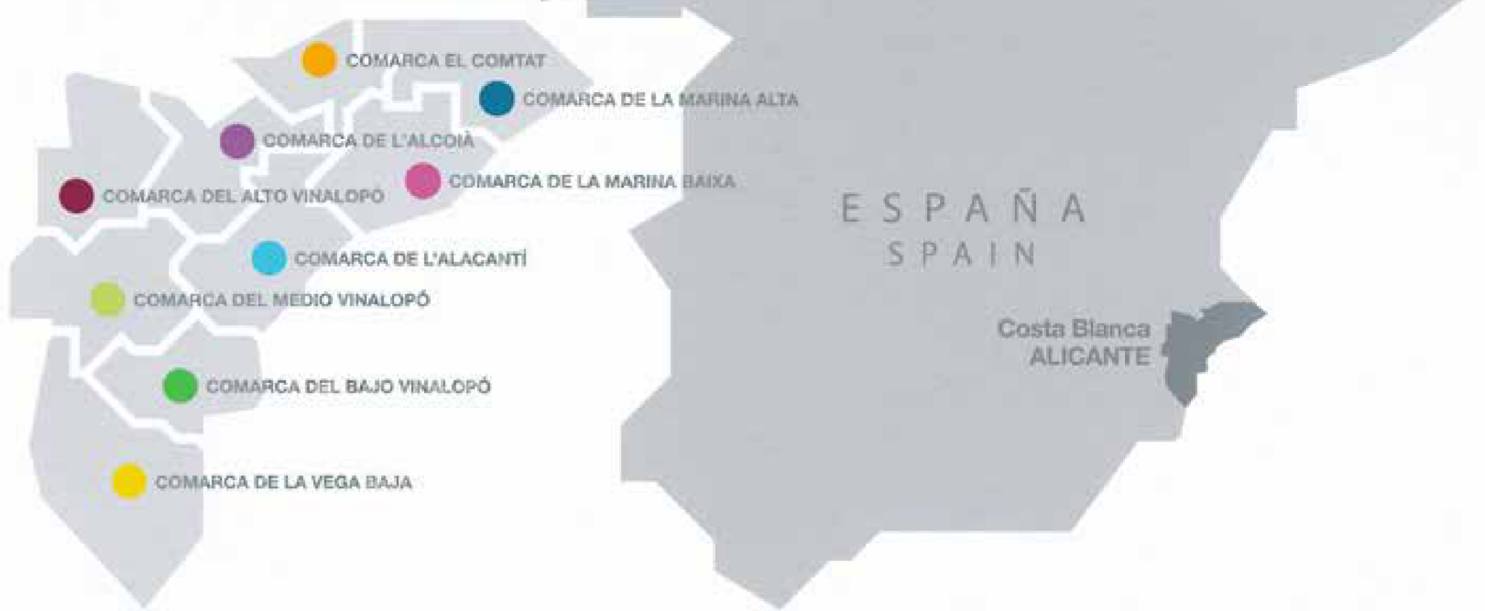 COMARCA EL COMTAT
COMARCA DE LA MARINA ALTA
COMARCA DE L'ALCOIÀ
COMARCA DE LA MARINA BAIXA
COMARCA DEL ALTO VINALOPÓ
COMARCA DE L'ALACANTÍ
COMARCA DEL MEDIO VINALOPÓ
COMARCA DEL BAJO VINALOPÓ
COMARCA DE LA VEGA BAJA
ESPAÑA
SPAIN
Costa Blanca
ALICANTE